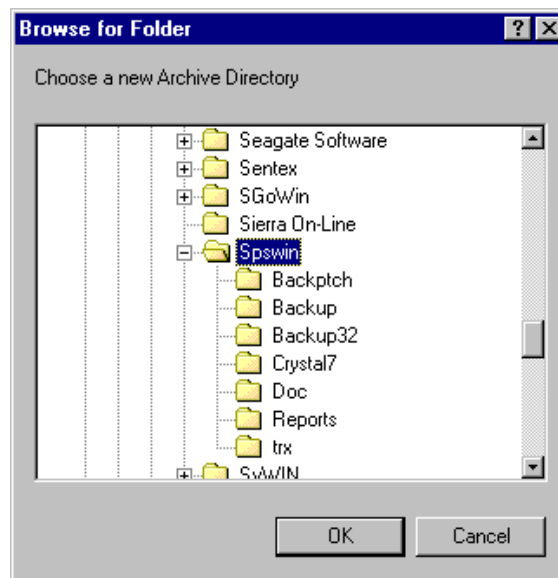 Browse for Folder
Choose a new Archive Directory
Seagate Software
Sentex
SGoWin
Sierra On-Line
Spswin
Backptch
Backup
Backup32
Crystal7
Doc
Reports
trx
SyWIN
OK Cancel